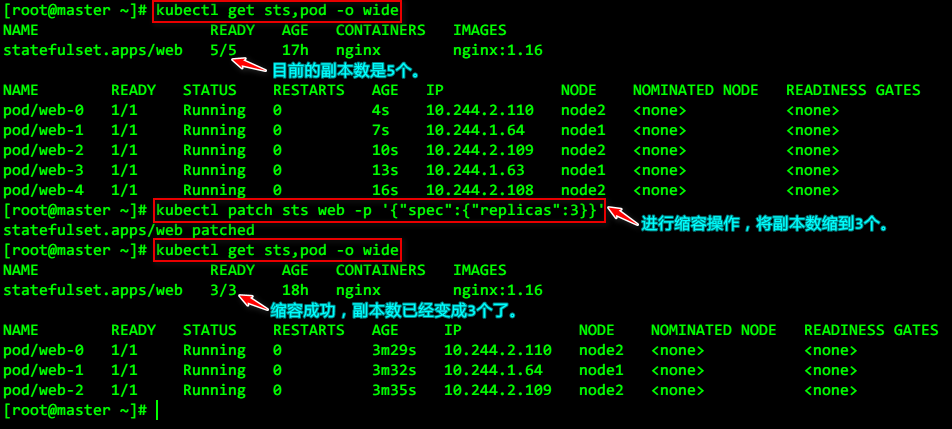 [root@master ~]# kubectl get sts,pod -o wide
NAME READY AGE CONTAINERS IMAGES
statefulset.apps/web 5/5 17h nginx nginx:1.16
目前的副本数是5个。
NAME READY STATUS RESTARTS AGE IP NODE NOMINATED NODE READINESS GATES
pod/web-0 1/1 Running 0 4s 10.244.2.110 node2 <none> <none>
pod/web-1 1/1 Running 0 7s 10.244.1.64 node1 <none> <none>
pod/web-2 1/1 Running 0 10s 10.244.2.109 node2 <none> <none>
pod/web-3 1/1 Running 0 13s 10.244.1.63 node1 <none> <none>
pod/web-4 1/1 Running 0 16s 10.244.2.108 node2 <none> <none>
[root@master ~]# kubectl patch sts web -p '{"spec":{"replicas":3}}'
进行缩容操作，将副本数缩到3个。
statefulset.apps/web patched
[root@master ~]# kubectl get sts,pod -o wide
NAME READY AGE CONTAINERS IMAGES
statefulset.apps/web 3/3 18h nginx nginx:1.16
缩容成功，副本数已经变成3个了。
NAME READY STATUS RESTARTS AGE IP NODE NOMINATED NODE READINESS GATES
pod/web-0 1/1 Running 0 3m29s 10.244.2.110 node2 <none> <none>
pod/web-1 1/1 Running 0 3m32s 10.244.1.64 node1 <none> <none>
pod/web-2 1/1 Running 0 3m35s 10.244.2.109 node2 <none> <none>
[root@master ~]#